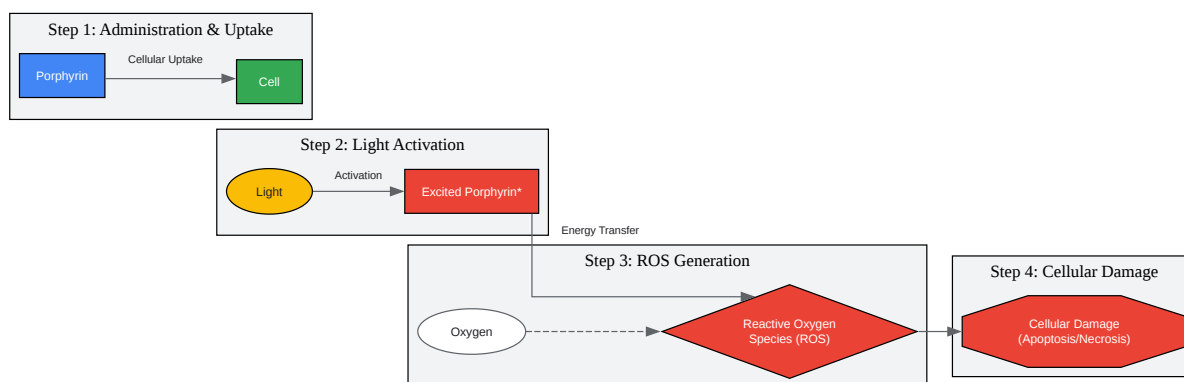 Step 1: Administration & Uptake
Cellular Uptake
Porphyrin
Cell
Step 2: Light Activation
Activation
Light
Excited Porphyrin*
Energy Transfer
Step 3: ROS Generation
Oxygen
Reactive Oxygen
Species (ROS)
Step 4: Cellular Damage
Cellular Damage
(Apoptosis/Necrosis)